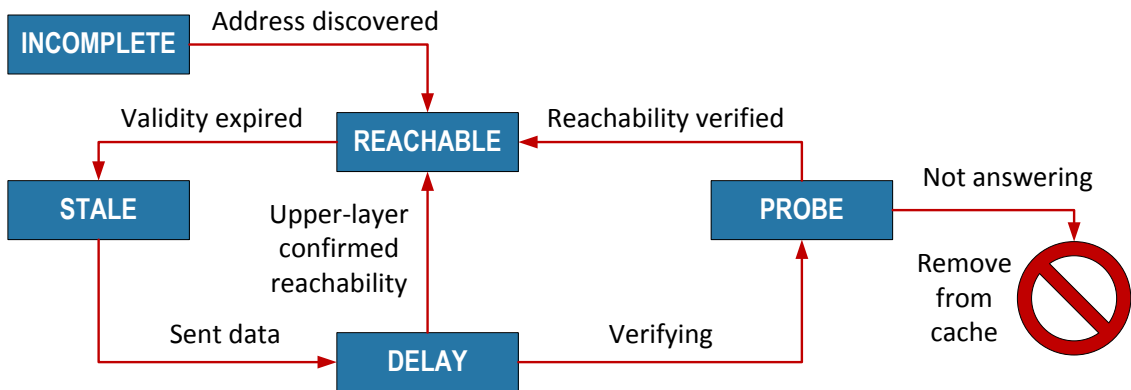 INCOMPLETE
Address discovered
Validity expired
REACHABLE
Reachability verified
STALE
Upper-layer
confirmed
reachability
PROBE
Not answering
Remove
from
cache
Sent data
DELAY
Verifying